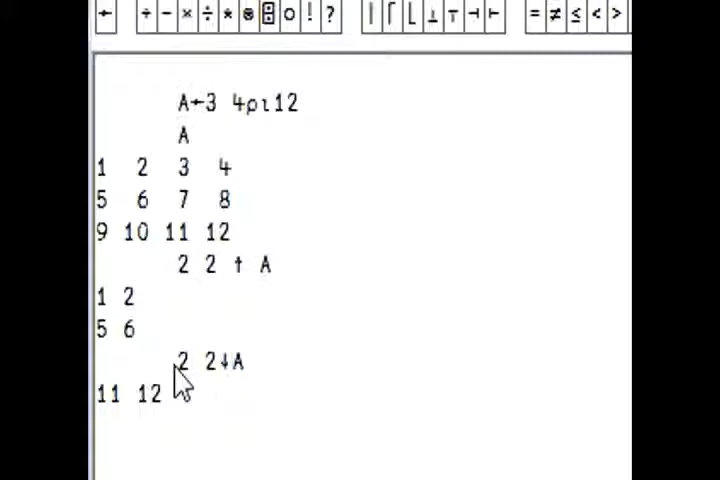 ← + - × ÷ * ⍟ ⌹ ○ ! ? | ⌈ ⌊ ⊥ ⊤ ⊣ ⊢ = ≠ ≤ < >
A←3 4⍴⍳12
A
1 2 3 4
5 6 7 8
9 10 11 12
2 2 ↑ A
1 2
5 6
2 2↓A
11 12